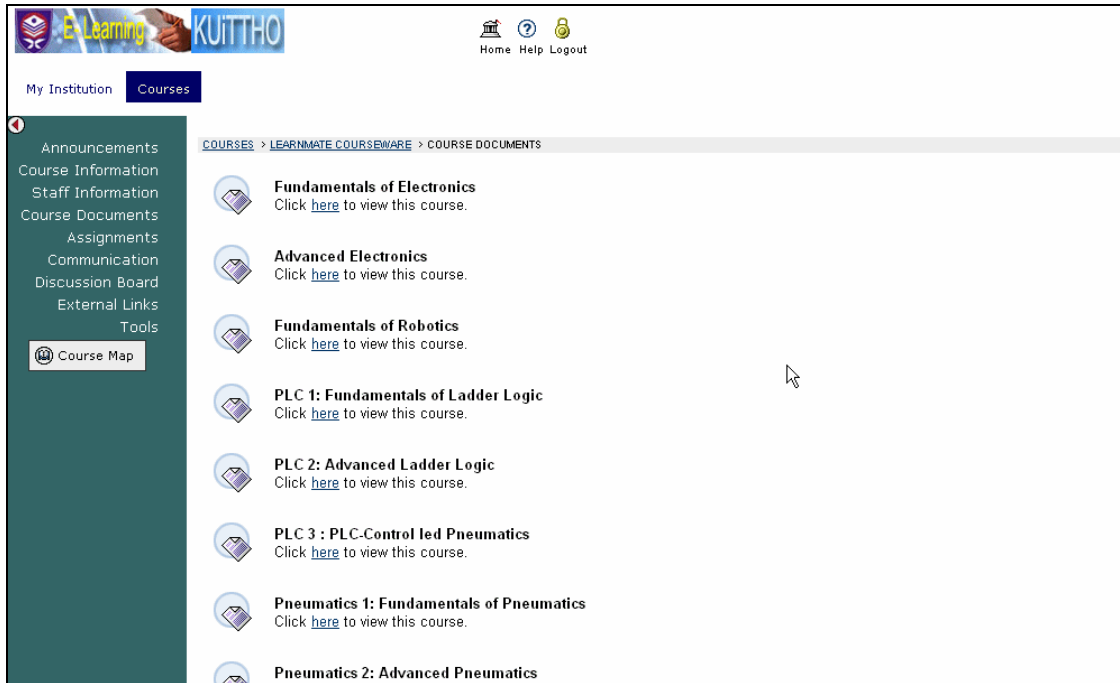 E-Learning KUiTTHO
Home Help Logout
My Institution Courses
Announcements
Course Information
Staff Information
Course Documents
Assignments
Communication
Discussion Board
External Links
Tools
Course Map
COURSES > LEARNMATE COURSEWARE > COURSE DOCUMENTS
Fundamentals of Electronics
Click here to view this course.
Advanced Electronics
Click here to view this course.
Fundamentals of Robotics
Click here to view this course.
PLC 1: Fundamentals of Ladder Logic
Click here to view this course.
PLC 2: Advanced Ladder Logic
Click here to view this course.
PLC 3 : PLC-Control led Pneumatics
Click here to view this course.
Pneumatics 1: Fundamentals of Pneumatics
Click here to view this course.
Pneumatics 2: Advanced Pneumatics